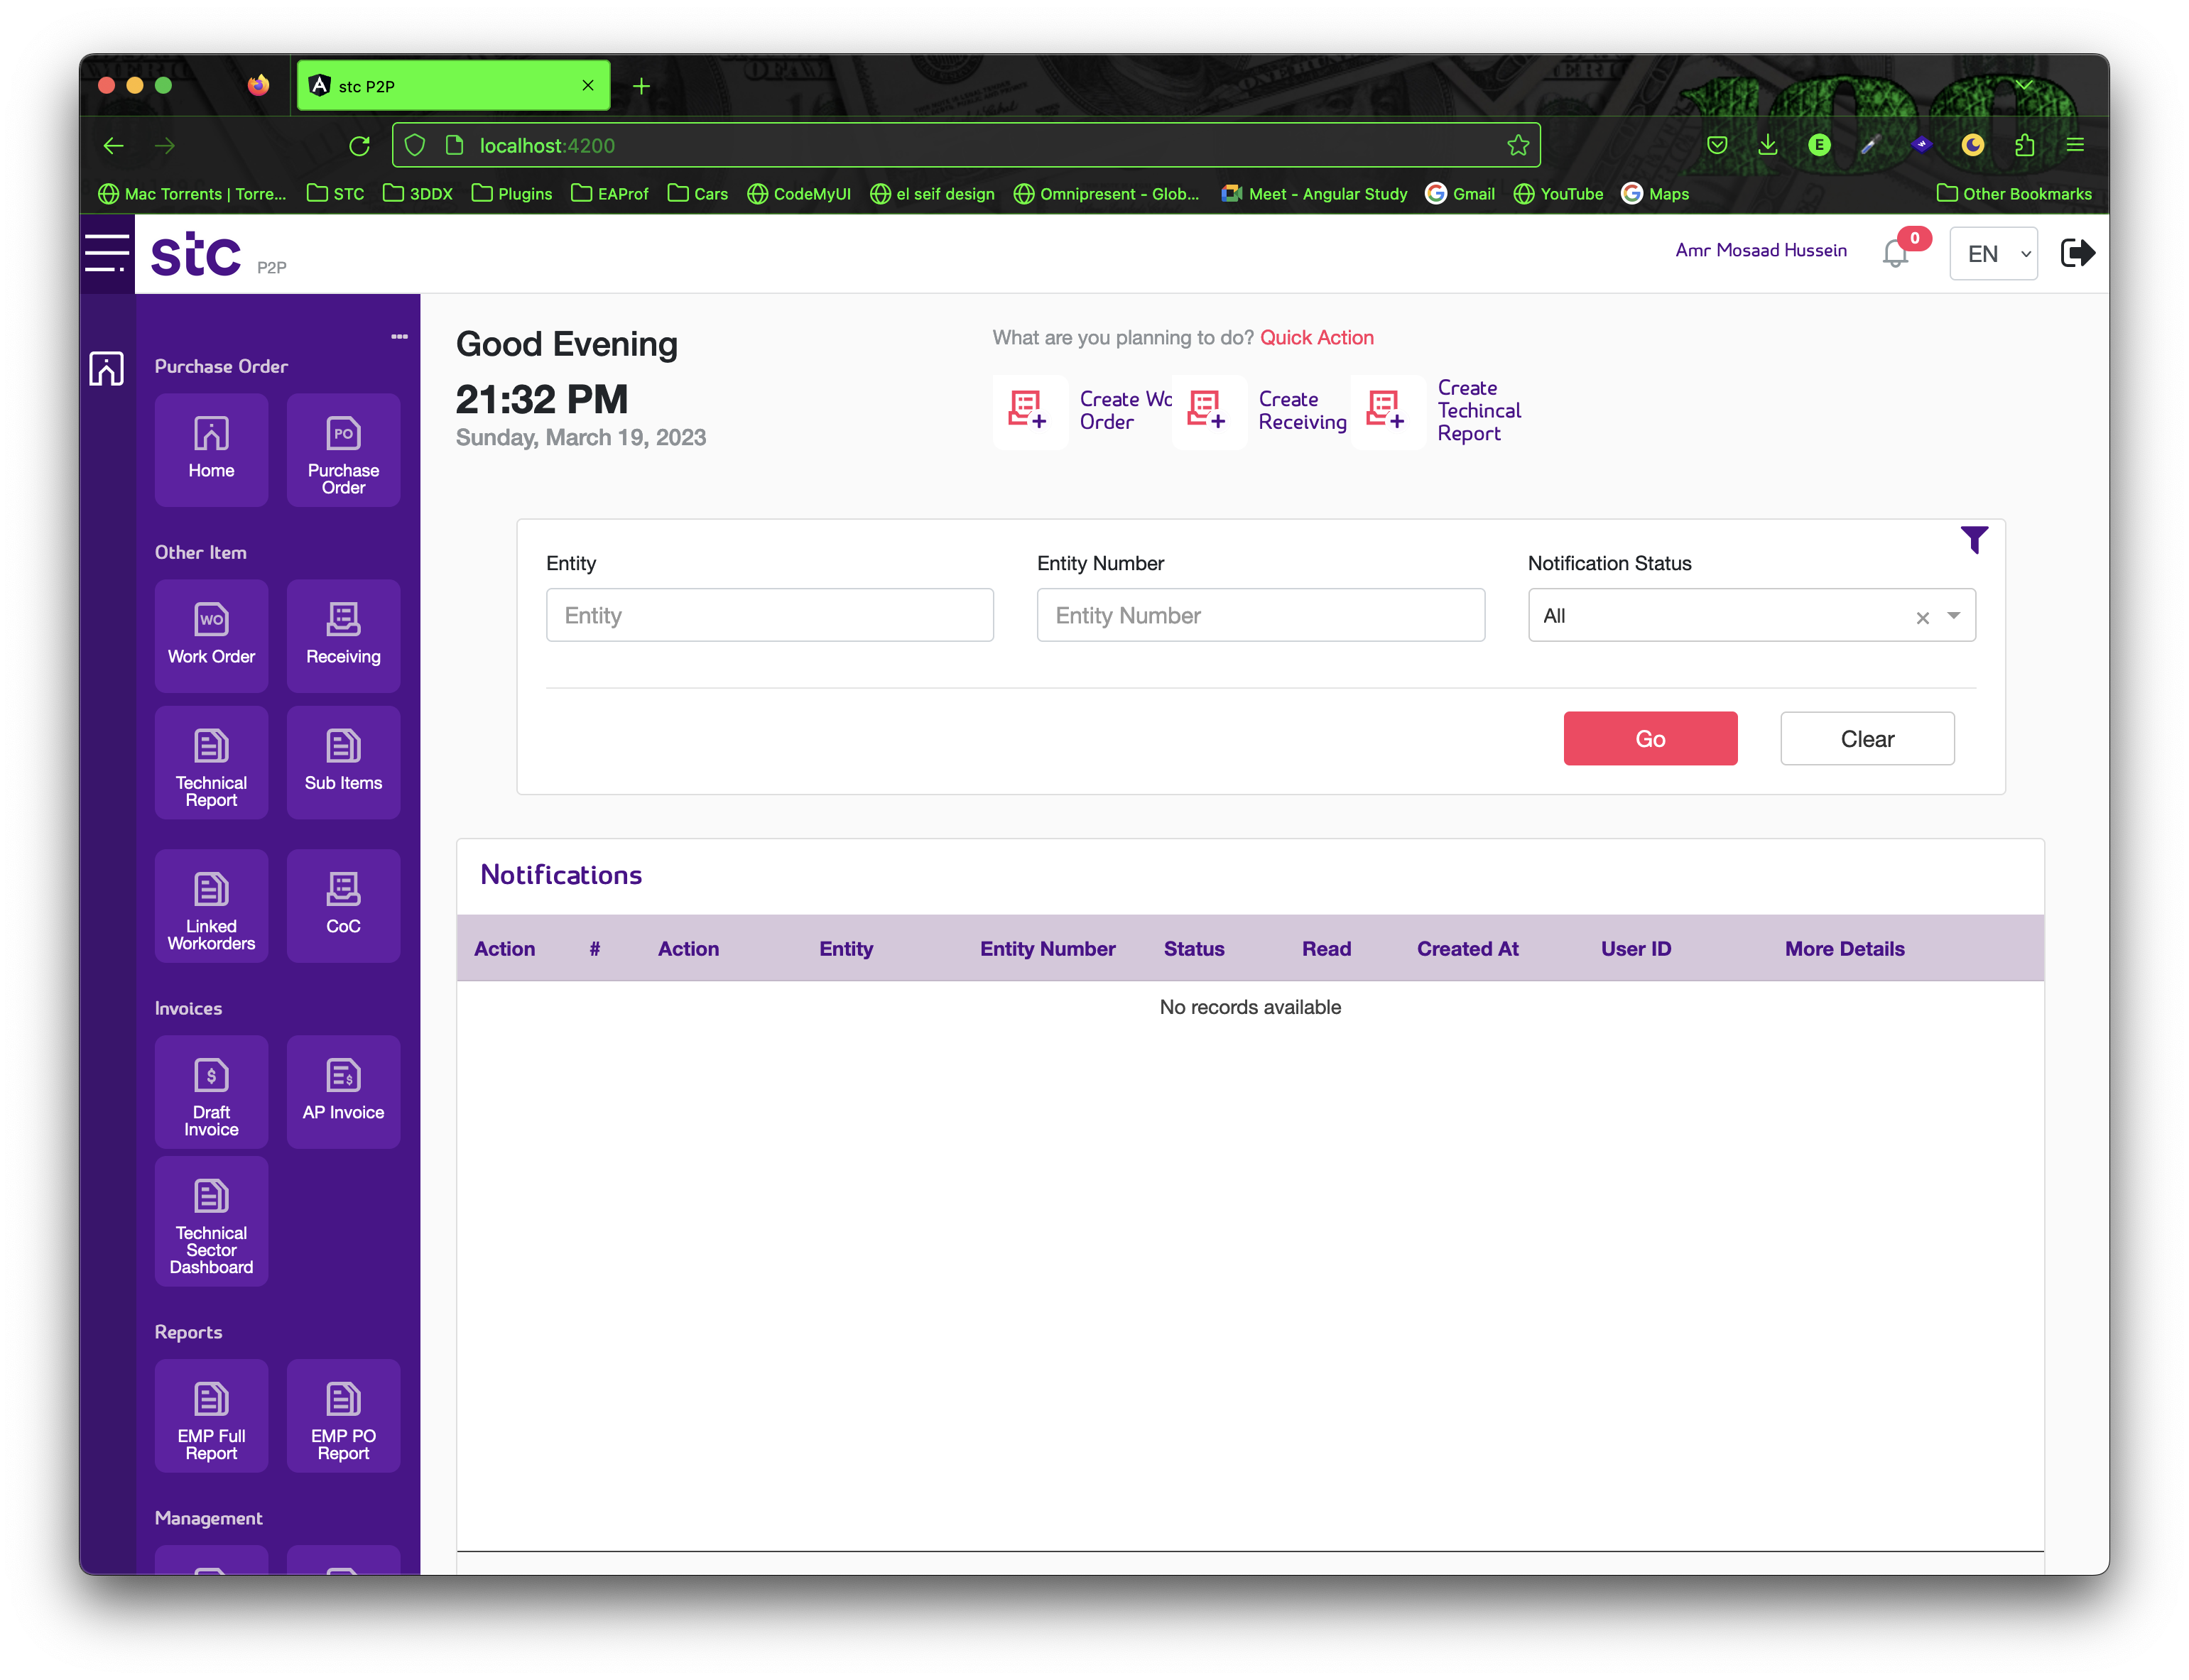 stc P2P
localhost:4200
Mac Torrents | Torre...
STC
3DDX
Plugins
EAProf
Cars
CodeMyUI
el seif design
Omnipresent - Glob...
Meet - Angular Study
Gmail
YouTube
Maps
Other Bookmarks
stc P2P
Amr Mosaad Hussein
0
EN
Purchase Order
Home
PO
Purchase
Order
Other Item
WO
Work Order
Receiving
Technical
Report
Sub Items
Linked
Workorders
CoC
Invoices
$
Draft
Invoice
$
AP Invoice
Technical
Sector
Dashboard
Reports
EMP Full
Report
EMP PO
Report
Management
Good Evening
21:32 PM
Sunday, March 19, 2023
What are you planning to do? Quick Action
Create Wo
Order
Create
Receiving
Create
Techincal
Report
Entity
Entity
Entity Number
Entity Number
Notification Status
All
Go
Clear
Notifications
Action # Action Entity Entity Number Status Read Created At User ID More Details
No records available